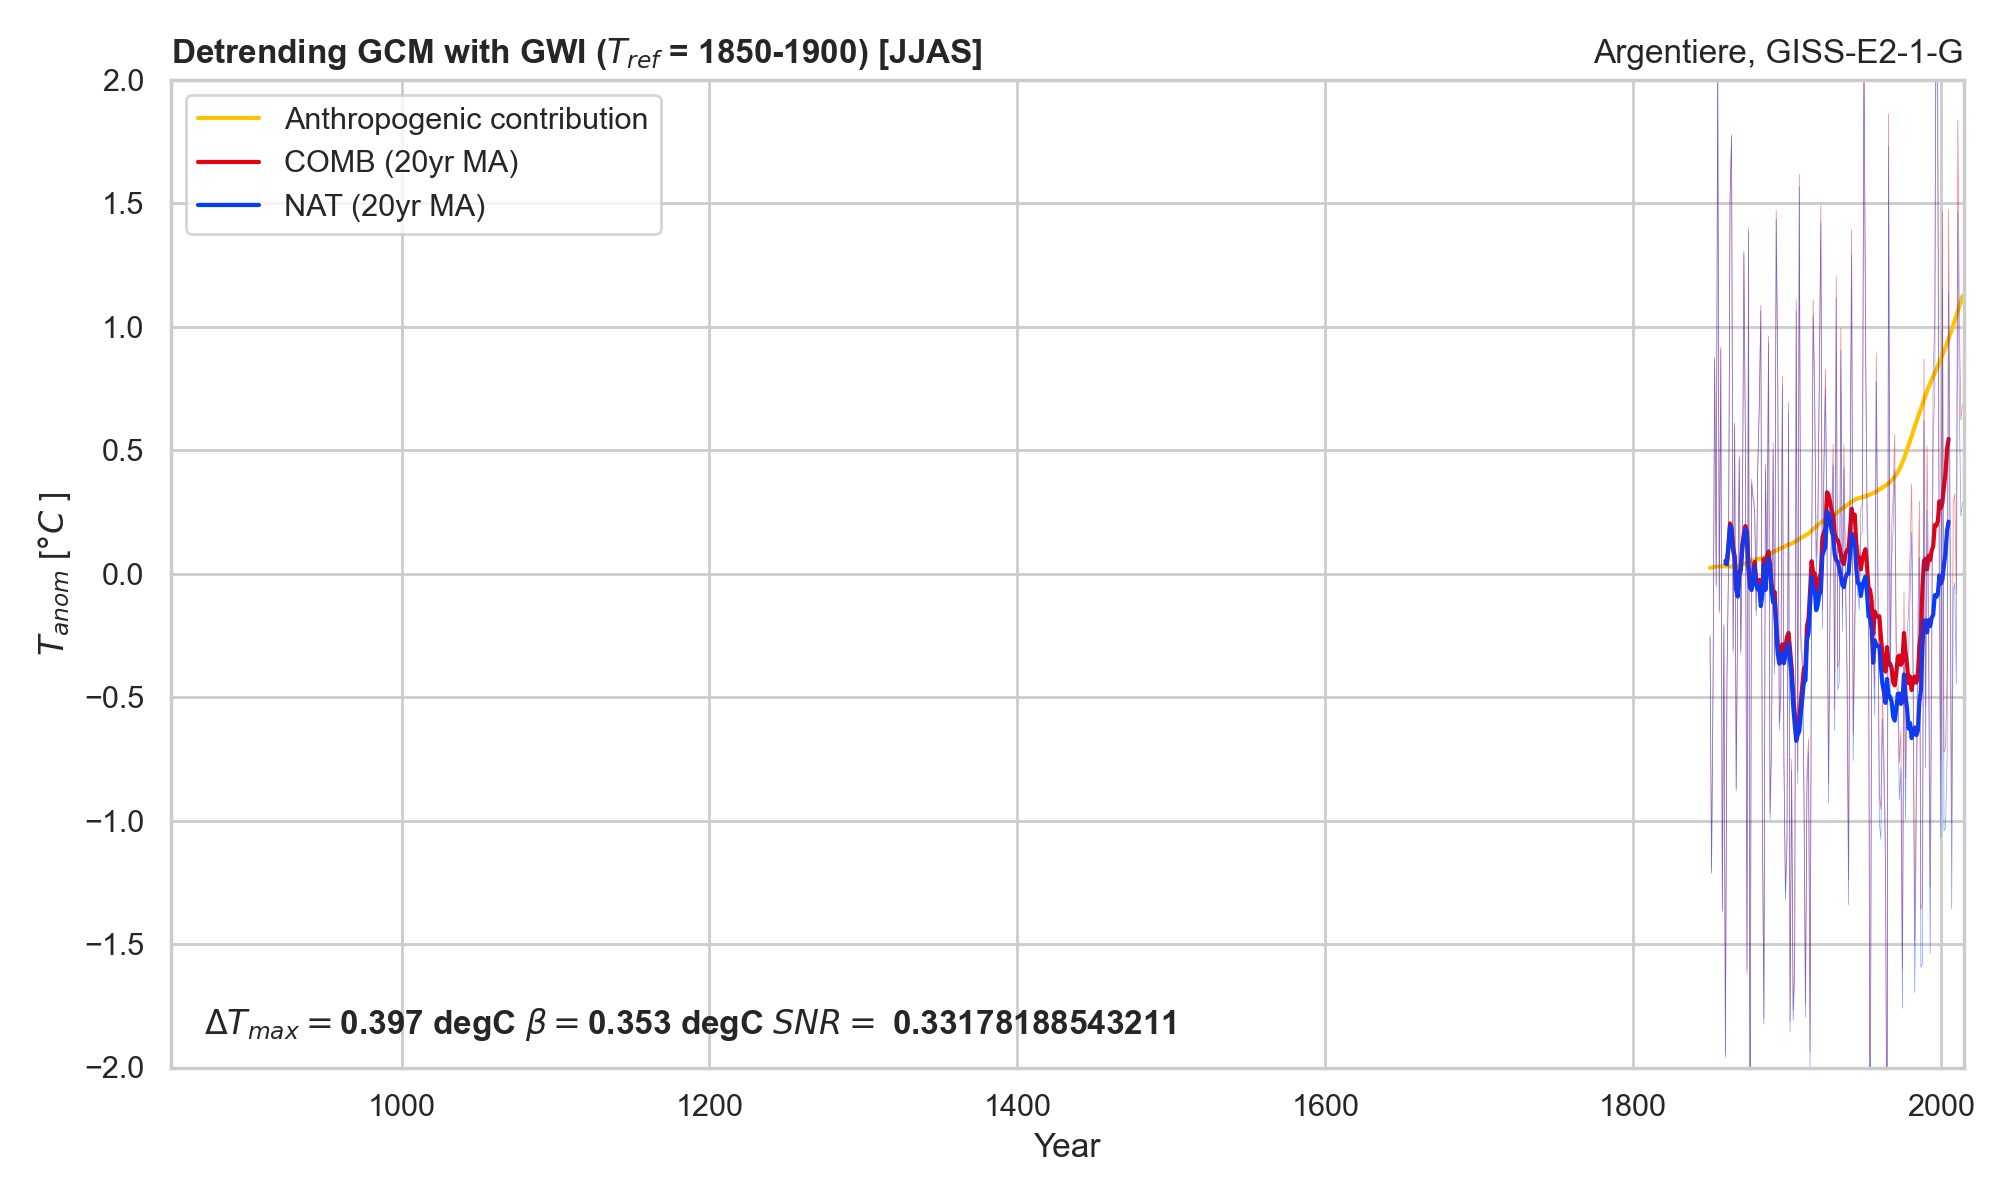 Detrending GCM with GWI (T_ref = 1850-1900) [JJAS]
Argentiere, GISS-E2-1-G
Anthropogenic contribution
COMB (20yr MA)
NAT (20yr MA)
2.0
1.5
1.0
0.5
0.0
−0.5
−1.0
−1.5
−2.0
T_anom [°C ]
ΔT_max = 0.397 degC β = 0.353 degC SNR = 0.33178188543211
1000 1200 1400 1600 1800 2000
Year